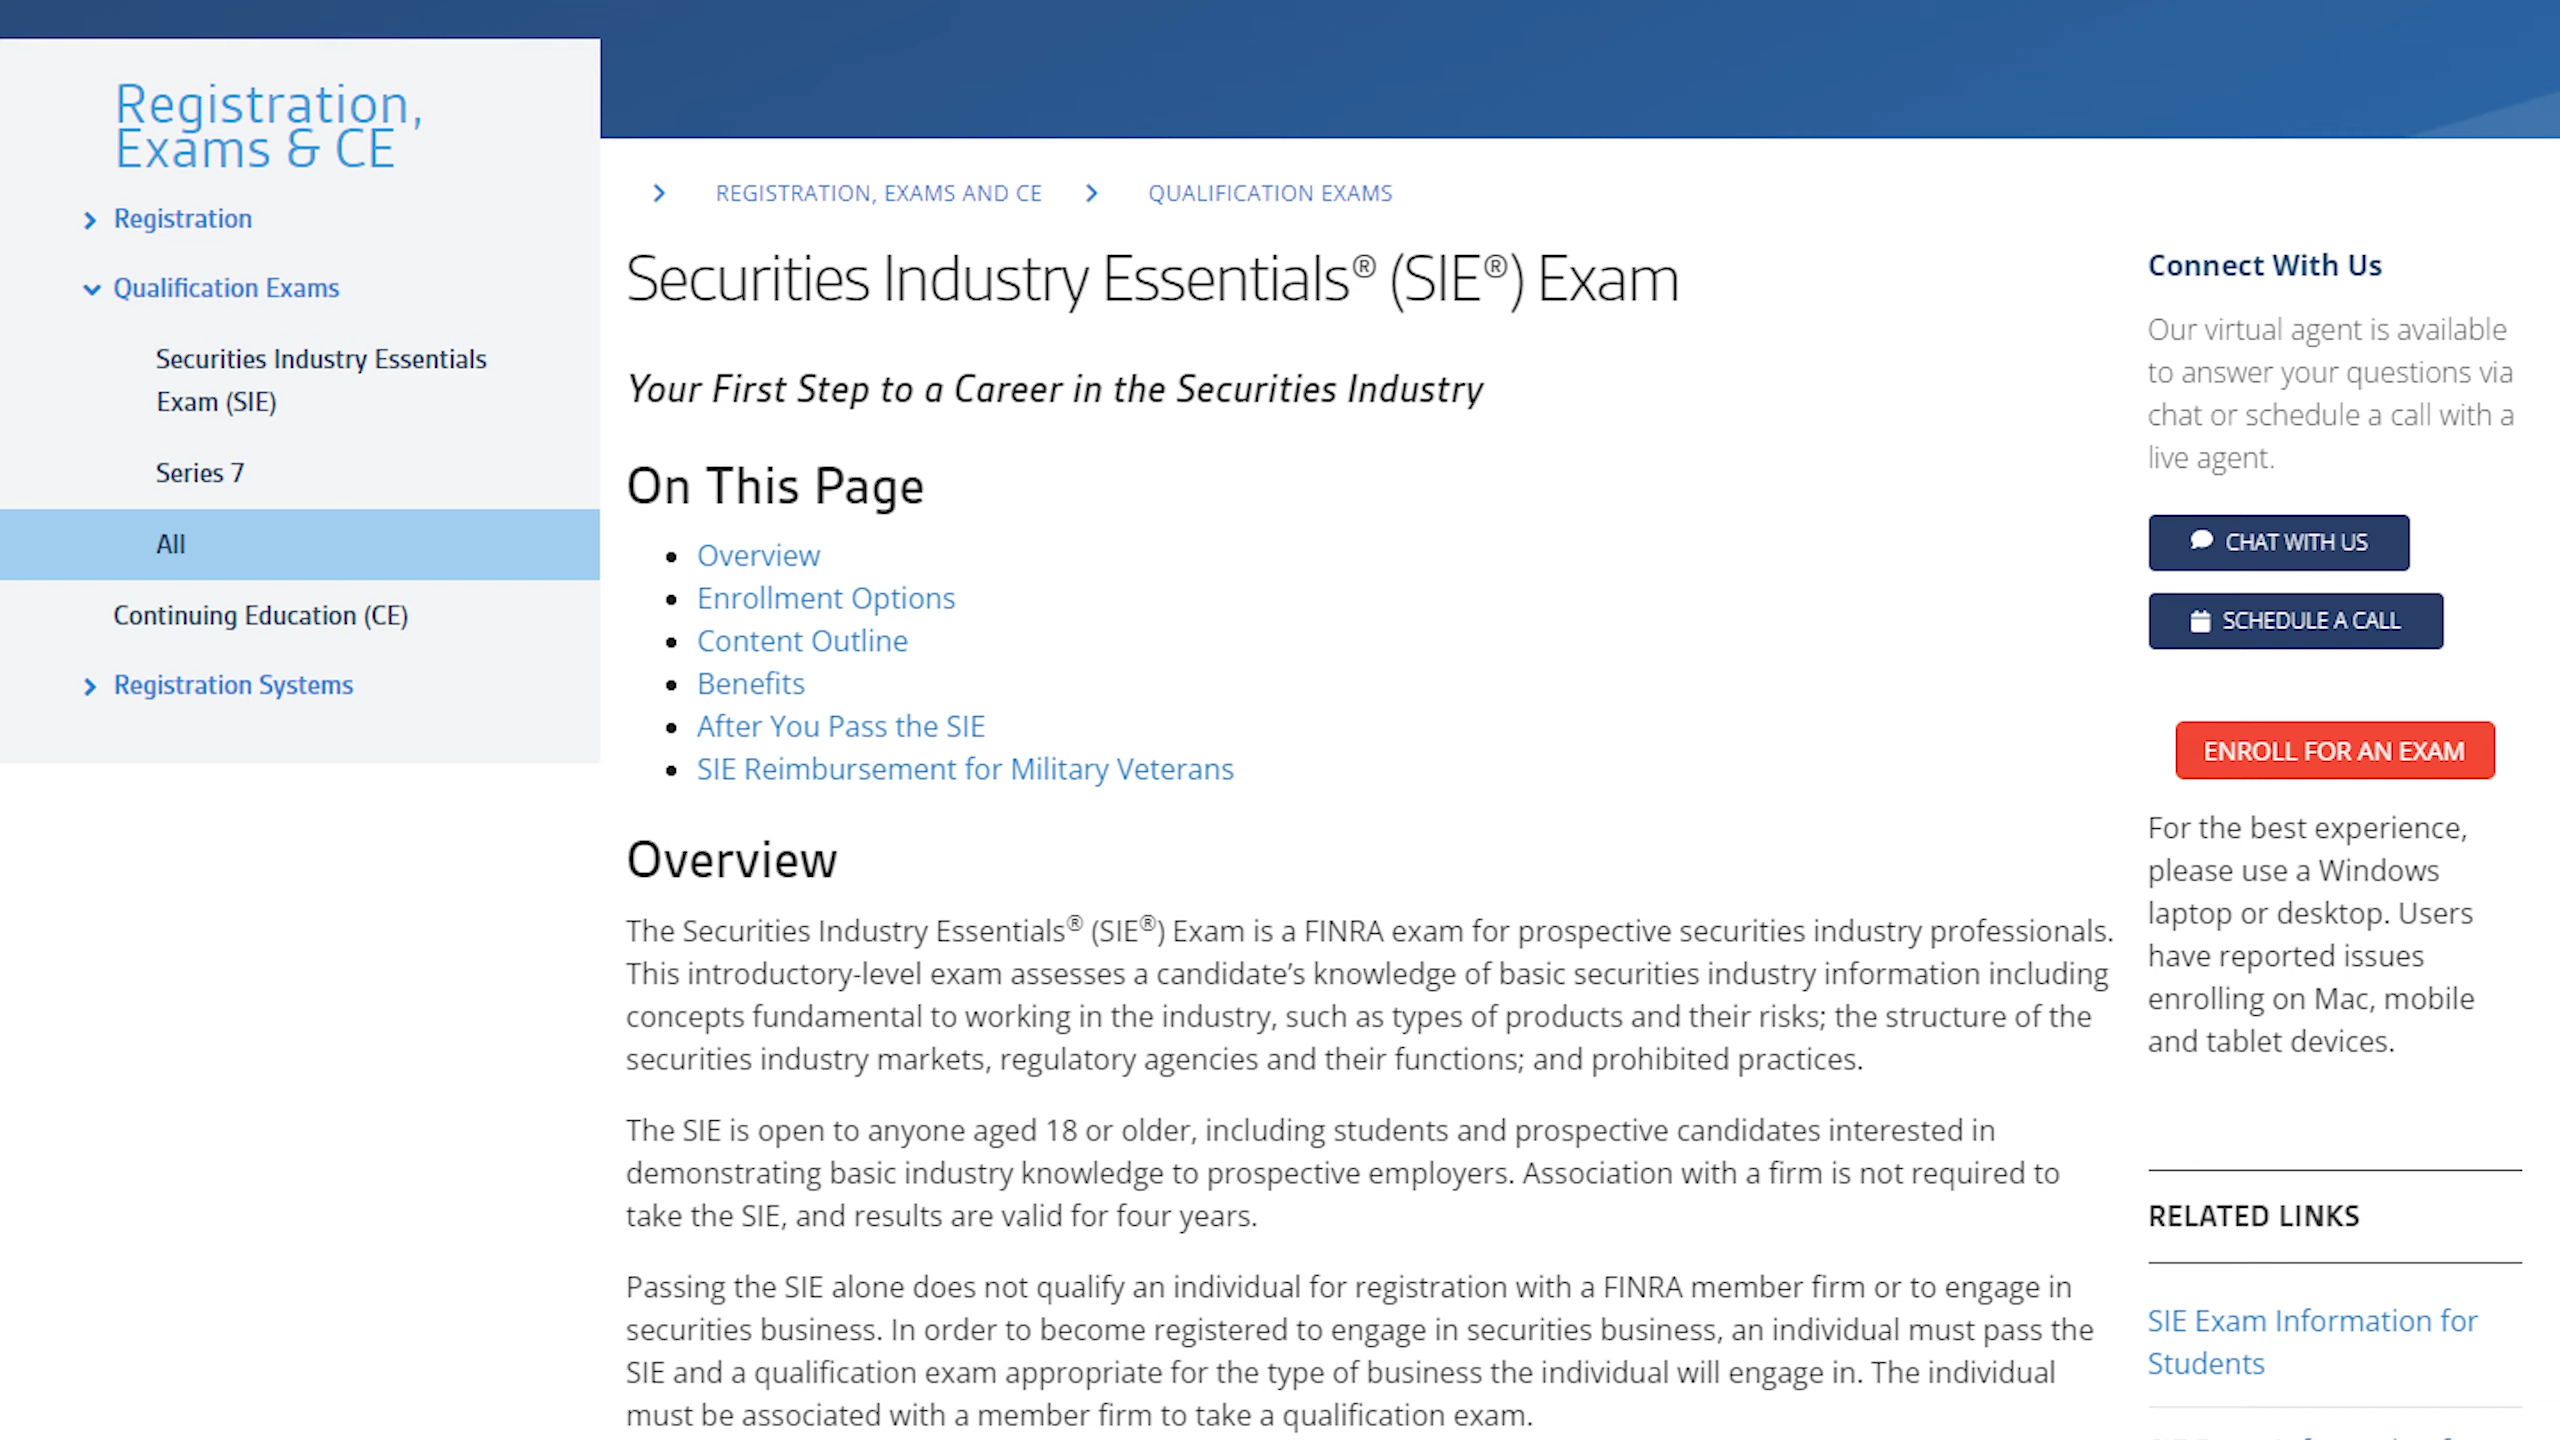 Registration,
Exams & CE
Registration
Qualification Exams
Securities Industry Essentials
Exam (SIE)
Series 7
All
Continuing Education (CE)
Registration Systems
REGISTRATION, EXAMS AND CE
QUALIFICATION EXAMS
Securities Industry Essentials® (SIE®) Exam
Your First Step to a Career in the Securities Industry
On This Page
Overview
Enrollment Options
Content Outline
Benefits
After You Pass the SIE
SIE Reimbursement for Military Veterans
Overview
The Securities Industry Essentials® (SIE®) Exam is a FINRA exam for prospective securities industry professionals.
This introductory-level exam assesses a candidate’s knowledge of basic securities industry information including
concepts fundamental to working in the industry, such as types of products and their risks; the structure of the
securities industry markets, regulatory agencies and their functions; and prohibited practices.
The SIE is open to anyone aged 18 or older, including students and prospective candidates interested in
demonstrating basic industry knowledge to prospective employers. Association with a firm is not required to
take the SIE, and results are valid for four years.
Passing the SIE alone does not qualify an individual for registration with a FINRA member firm or to engage in
securities business. In order to become registered to engage in securities business, an individual must pass the
SIE and a qualification exam appropriate for the type of business the individual will engage in. The individual
must be associated with a member firm to take a qualification exam.
Connect With Us
Our virtual agent is available
to answer your questions via
chat or schedule a call with a
live agent.
CHAT WITH US
SCHEDULE A CALL
ENROLL FOR AN EXAM
For the best experience,
please use a Windows
laptop or desktop. Users
have reported issues
enrolling on Mac, mobile
and tablet devices.
RELATED LINKS
SIE Exam Information for
Students